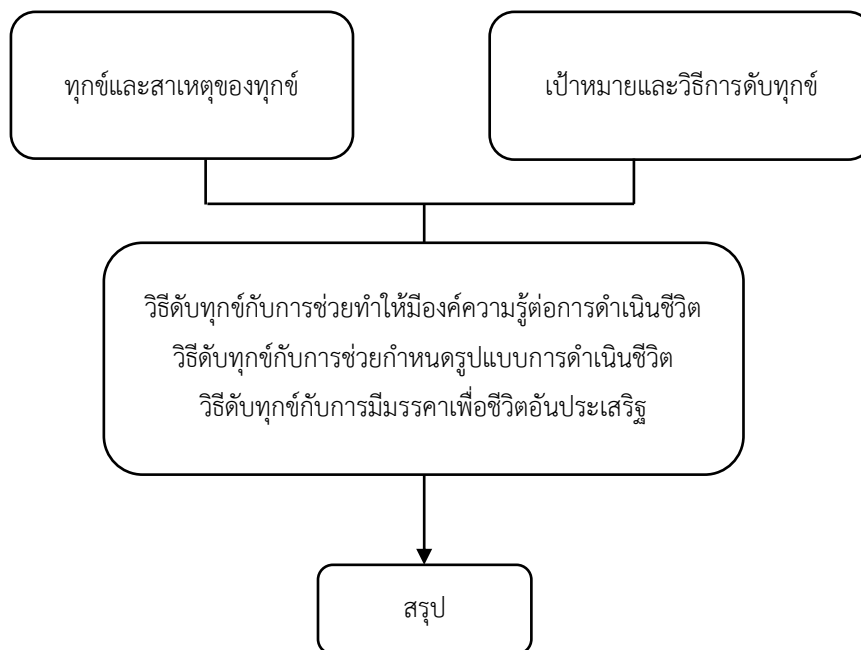 ทุกข์และสาเหตุของทุกข์
เป้าหมายและวิธีการดับทุกข์
วิธีดับทุกข์กับการช่วยทำให้มีองค์ความรู้ต่อการดำเนินชีวิต
วิธีดับทุกข์กับการช่วยกำหนดรูปแบบการดำเนินชีวิต
วิธีดับทุกข์กับการมีมรรคาเพื่อชีวิตอันประเสริฐ
สรุป